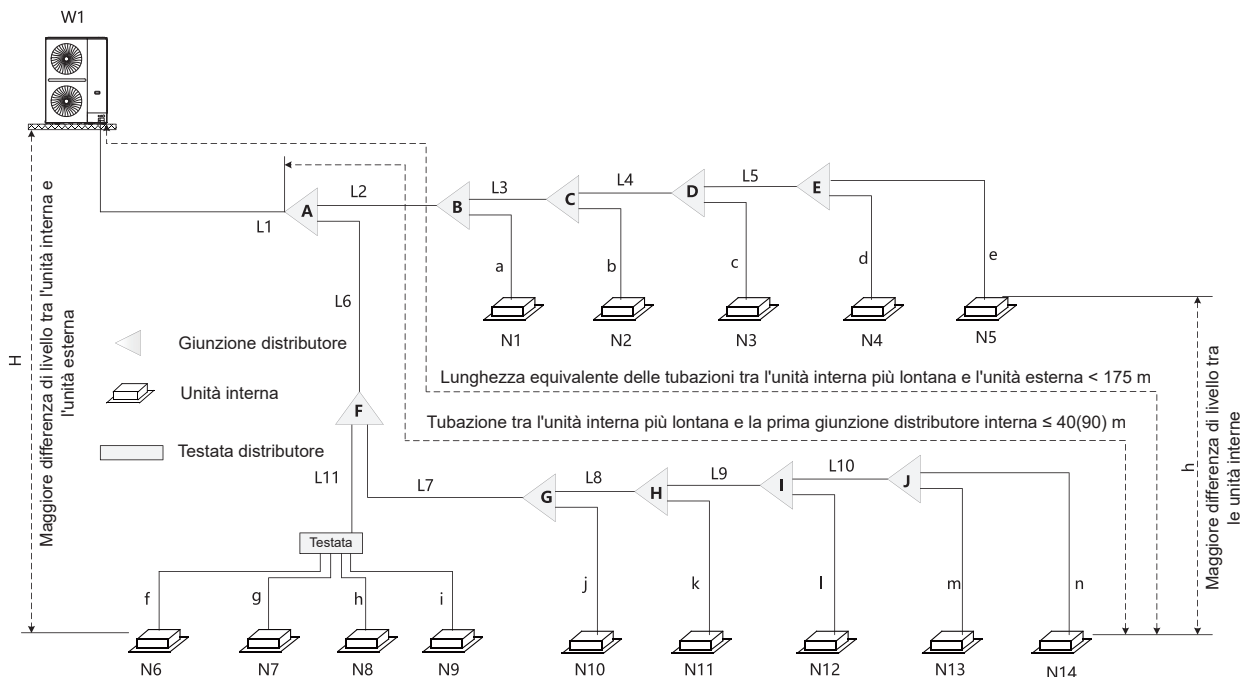 W1
L1
A
L2
B
L3
C
L4
D
L5
E
a
b
c
d
e
N1
N2
N3
N4
N5
L6
H
Maggiore differenza di livello tra l'unità interna e
l'unità esterna
Giunzione distributore
Unità interna
Testata distributore
Lunghezza equivalente delle tubazioni tra l'unità interna più lontana e l'unità esterna < 175 m
Tubazione tra l'unità interna più lontana e la prima giunzione distributore interna ≤ 40(90) m
h
Maggiore differenza di livello tra
le unità interne
F
L11
L7
G
L8
H
L9
I
L10
J
Testata
f
g
h
i
j
k
l
m
n
N6
N7
N8
N9
N10
N11
N12
N13
N14